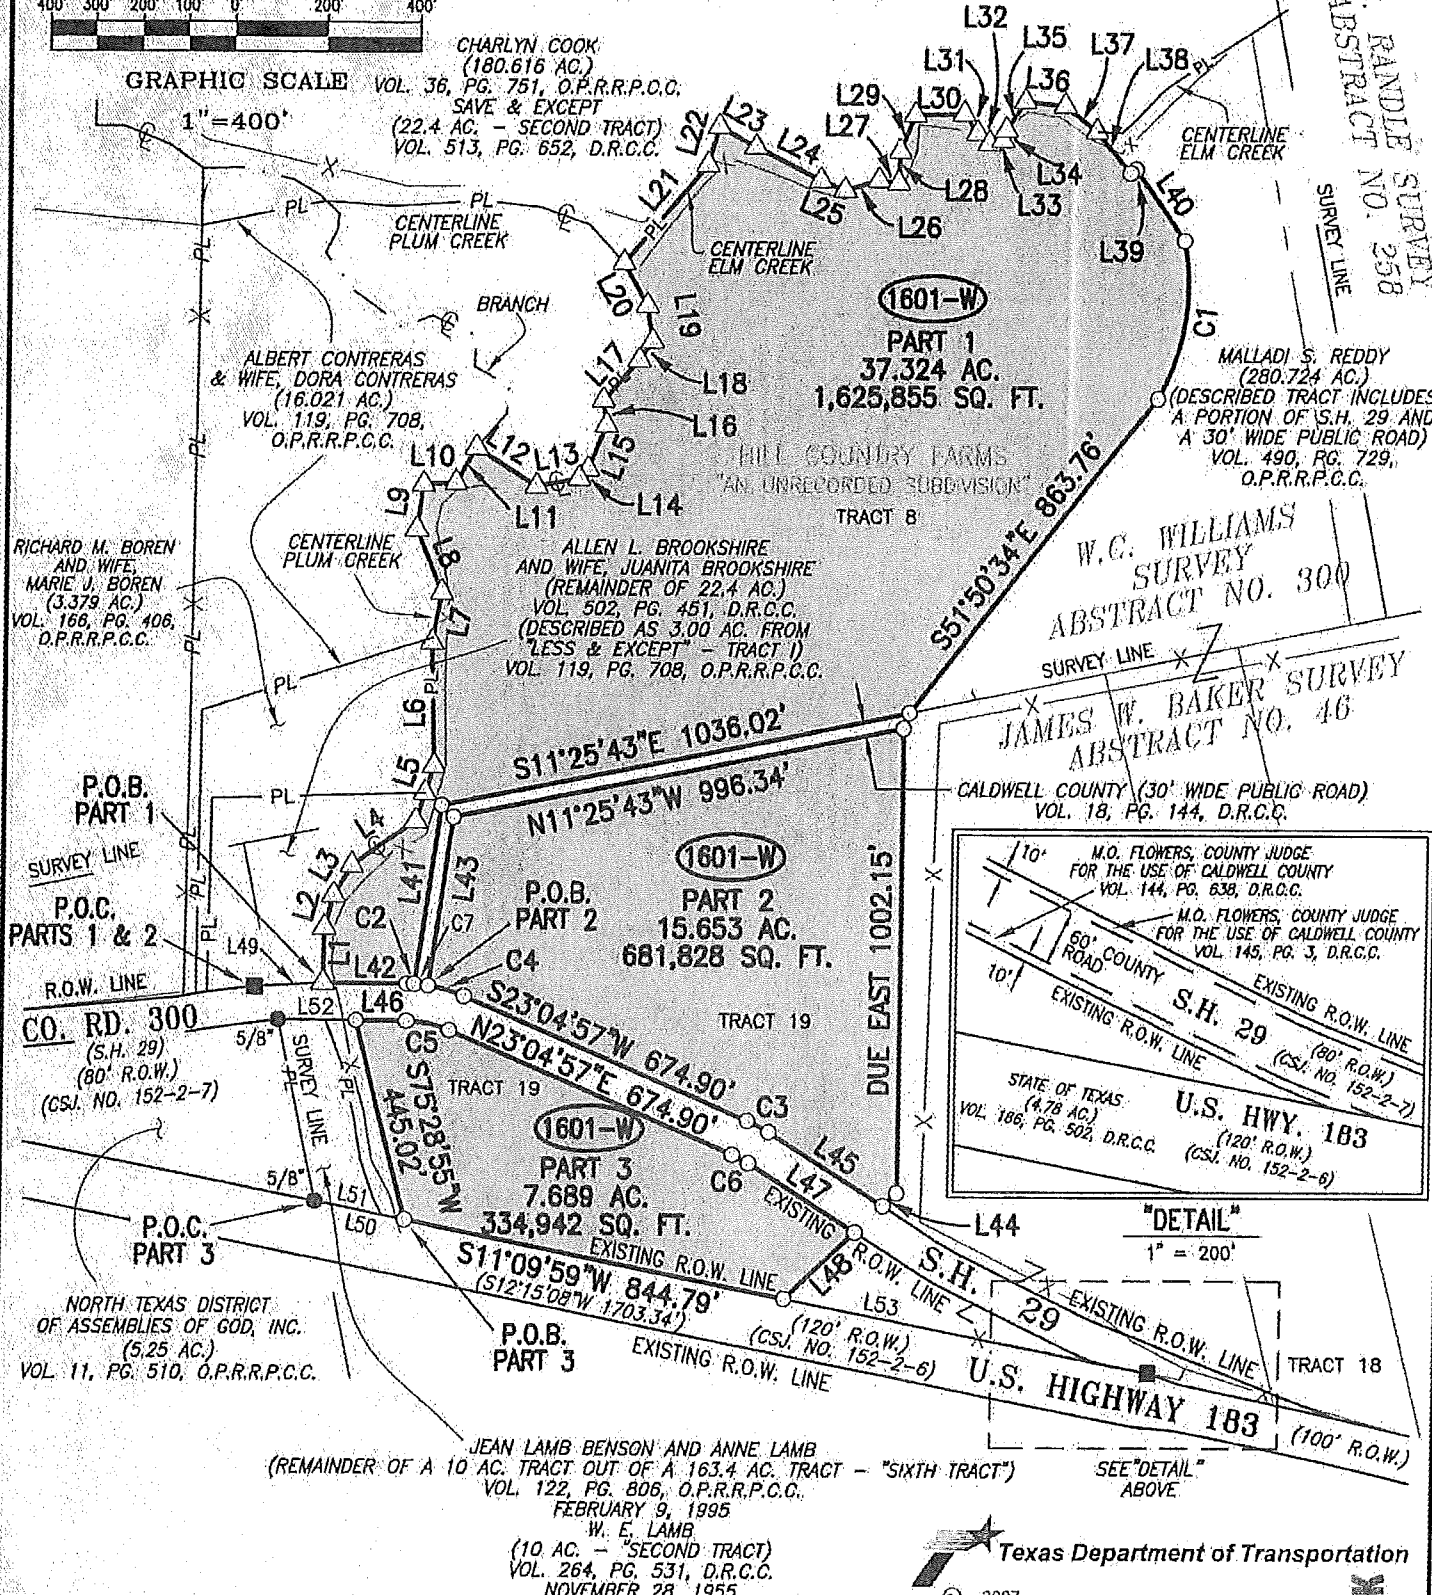 400' 300' 200' 100' 0' 200' 400'
GRAPHIC SCALE
1"=400'
CHARLYN COOK
(180.616 AC.)
VOL. 36, PG. 751, O.P.R.R.P.C.C.
SAVE & EXCEPT
(22.4 AC. - SECOND TRACT)
VOL. 513, PG. 652, D.R.C.C.
L32
L35
L31
L36
L37
L38
PL
L29
L30
L27
L22
L23
L24
L25
L26
L28
L34
L33
L39
L40
CENTERLINE
ELM CREEK
RANDLE SURVEY
ABSTRACT NO. 258
SURVEY LINE
PL
PL
PL
CENTERLINE
PLUM CREEK
L21
PL
CENTERLINE
ELM CREEK
L20
L19
BRANCH
1601-W
PART 1
37.324 AC.
1,625,855 SQ. FT.
C1
HILL COUNTRY FARMS
"AN UNRECORDED SUBDIVISION"
TRACT 8
MALLADI S. REDDY
(280.724 AC.)
(DESCRIBED TRACT INCLUDES
A PORTION OF S.H. 29 AND
A 30' WIDE PUBLIC ROAD)
VOL. 490, PG. 729,
O.P.R.R.P.C.C.
ALBERT CONTRERAS
& WIFE, DORA CONTRERAS
(16.021 AC.)
VOL. 119, PG. 708,
O.P.R.R.P.C.C.
L17
L18
L16
L15
L10
L12
L13
L14
L11
L9
L8
L7
PL
RICHARD M. BOREN
AND WIFE,
MARIE J. BOREN
(3.379 AC.)
VOL. 166, PG. 406,
O.P.R.R.P.C.C.
CENTERLINE
PLUM CREEK
ALLEN L. BROOKSHIRE
AND WIFE, JUANITA BROOKSHIRE
(REMAINDER OF 22.4 AC.)
VOL. 502, PG. 451, D.R.C.C.
(DESCRIBED AS 3.00 AC. FROM
"LESS & EXCEPT" - TRACT I)
VOL. 119, PG. 708, O.P.R.R.P.C.C.
S51°50'34"E 863.76'
W.C. WILLIAMS
SURVEY
ABSTRACT NO. 300
SURVEY LINE
JAMES W. BAKER SURVEY
ABSTRACT NO. 46
PL
PL
L6
L5
S11°25'43"E 1036.02'
N11°25'43"W 996.34'
P.O.B.
PART 1
PL
SURVEY LINE
P.O.C.
PARTS 1 & 2
PL
PL
L4
L3
L2
L1
L41
L43
C2
C7
L42
L49
CALDWELL COUNTY (30' WIDE PUBLIC ROAD)
VOL. 18, PG. 144, D.R.C.C.
1601-W
PART 2
15.653 AC.
681,828 SQ. FT.
P.O.B.
PART 2
C4
DUE EAST 1002.15'
10'
M.O. FLOWERS, COUNTY JUDGE
FOR THE USE OF CALDWELL COUNTY
VOL. 144, PG. 638, D.R.C.C.
M.O. FLOWERS, COUNTY JUDGE
FOR THE USE OF CALDWELL COUNTY
VOL. 145, PG. 3, D.R.C.C.
60' COUNTY
ROAD
10'
EXISTING R.O.W. LINE
S.H. 29
EXISTING R.O.W. LINE
(80' R.O.W.)
(CSJ. NO. 152-2-7)
STATE OF TEXAS
(4.78 AC.)
VOL. 186, PG. 502, D.R.C.C.
U.S. HWY. 183
(120' R.O.W.)
(CSJ. NO. 152-2-6)
"DETAIL"
1" = 200'
R.O.W. LINE
CO. RD. 300
(S.H. 29)
(80' R.O.W.)
(CSJ. NO. 152-2-7)
L52
L46
5/8"
SURVEY LINE
PL
PL
C5
S23°04'57"W 674.90'
N23°04'57"E 674.90'
TRACT 19
TRACT 19
C3
S75°28'55"W
445.02'
1601-W
PART 3
7.689 AC.
334,942 SQ. FT.
C6
L45
L47
L44
EXISTING
R.O.W. LINE
5/8"
L51
L50
P.O.C.
PART 3
EXISTING R.O.W. LINE
S11°09'59"W 844.79'
(S12°15'08"W 1703.34')
L48
L53
S.H. 29
EXISTING R.O.W. LINE
NORTH TEXAS DISTRICT
OF ASSEMBLIES OF GOD, INC.
(5.25 AC.)
VOL. 11, PG. 510, O.P.R.R.P.C.C.
P.O.B.
PART 3
(120' R.O.W.)
(CSJ. NO. 152-2-6)
EXISTING R.O.W. LINE
U.S. HIGHWAY 183
(100' R.O.W.)
TRACT 18
SEE "DETAIL"
ABOVE
JEAN LAMB BENSON AND ANNE LAMB
(REMAINDER OF A 10 AC. TRACT OUT OF A 163.4 AC. TRACT - "SIXTH TRACT")
VOL. 122, PG. 806, O.P.R.R.P.C.C.
FEBRUARY 9, 1995
W. E. LAMB
(10 AC. - "SECOND TRACT)
VOL. 264, PG. 531, D.R.C.C.
NOVEMBER 28, 1955
Texas Department of Transportation